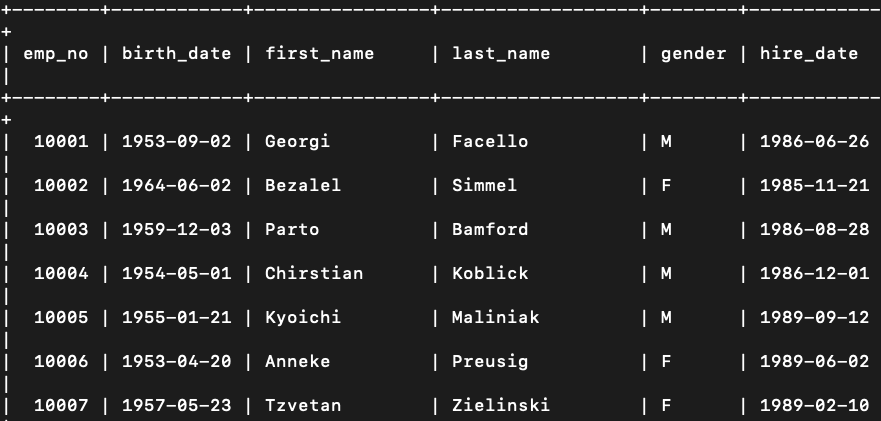 +--------+------------+----------------+------------------+--------+------------
+
| emp_no | birth_date | first_name     | last_name        | gender | hire_date
|
+--------+------------+----------------+------------------+--------+------------
+
|  10001 | 1953-09-02 | Georgi         | Facello          | M      | 1986-06-26
|
|  10002 | 1964-06-02 | Bezalel        | Simmel           | F      | 1985-11-21
|
|  10003 | 1959-12-03 | Parto          | Bamford          | M      | 1986-08-28
|
|  10004 | 1954-05-01 | Chirstian      | Koblick          | M      | 1986-12-01
|
|  10005 | 1955-01-21 | Kyoichi        | Maliniak         | M      | 1989-09-12
|
|  10006 | 1953-04-20 | Anneke         | Preusig          | F      | 1989-06-02
|
|  10007 | 1957-05-23 | Tzvetan        | Zielinski        | F      | 1989-02-10